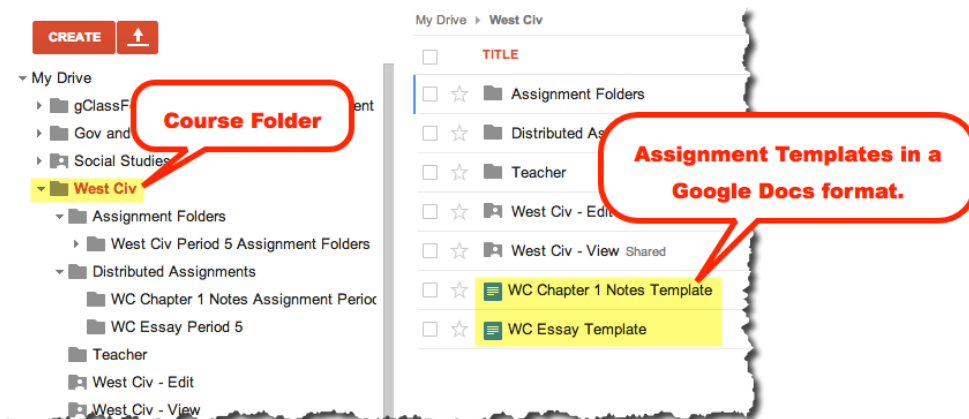 CREATE
My Drive
gClassF
ent
Gov and
Social Studies
West Civ
Assignment Folders
West Civ Period 5 Assignment Folders
Distributed Assignments
WC Chapter 1 Notes Assignment Perioc
WC Essay Period 5
Teacher
West Civ - Edit
West Civ - View
Course Folder
My Drive West Civ
TITLE
Assignment Folders
Distributed As
Teacher
West Civ - Edit
West Civ - View Shared
WC Chapter 1 Notes Template
WC Essay Template
Assignment Templates in a
Google Docs format.